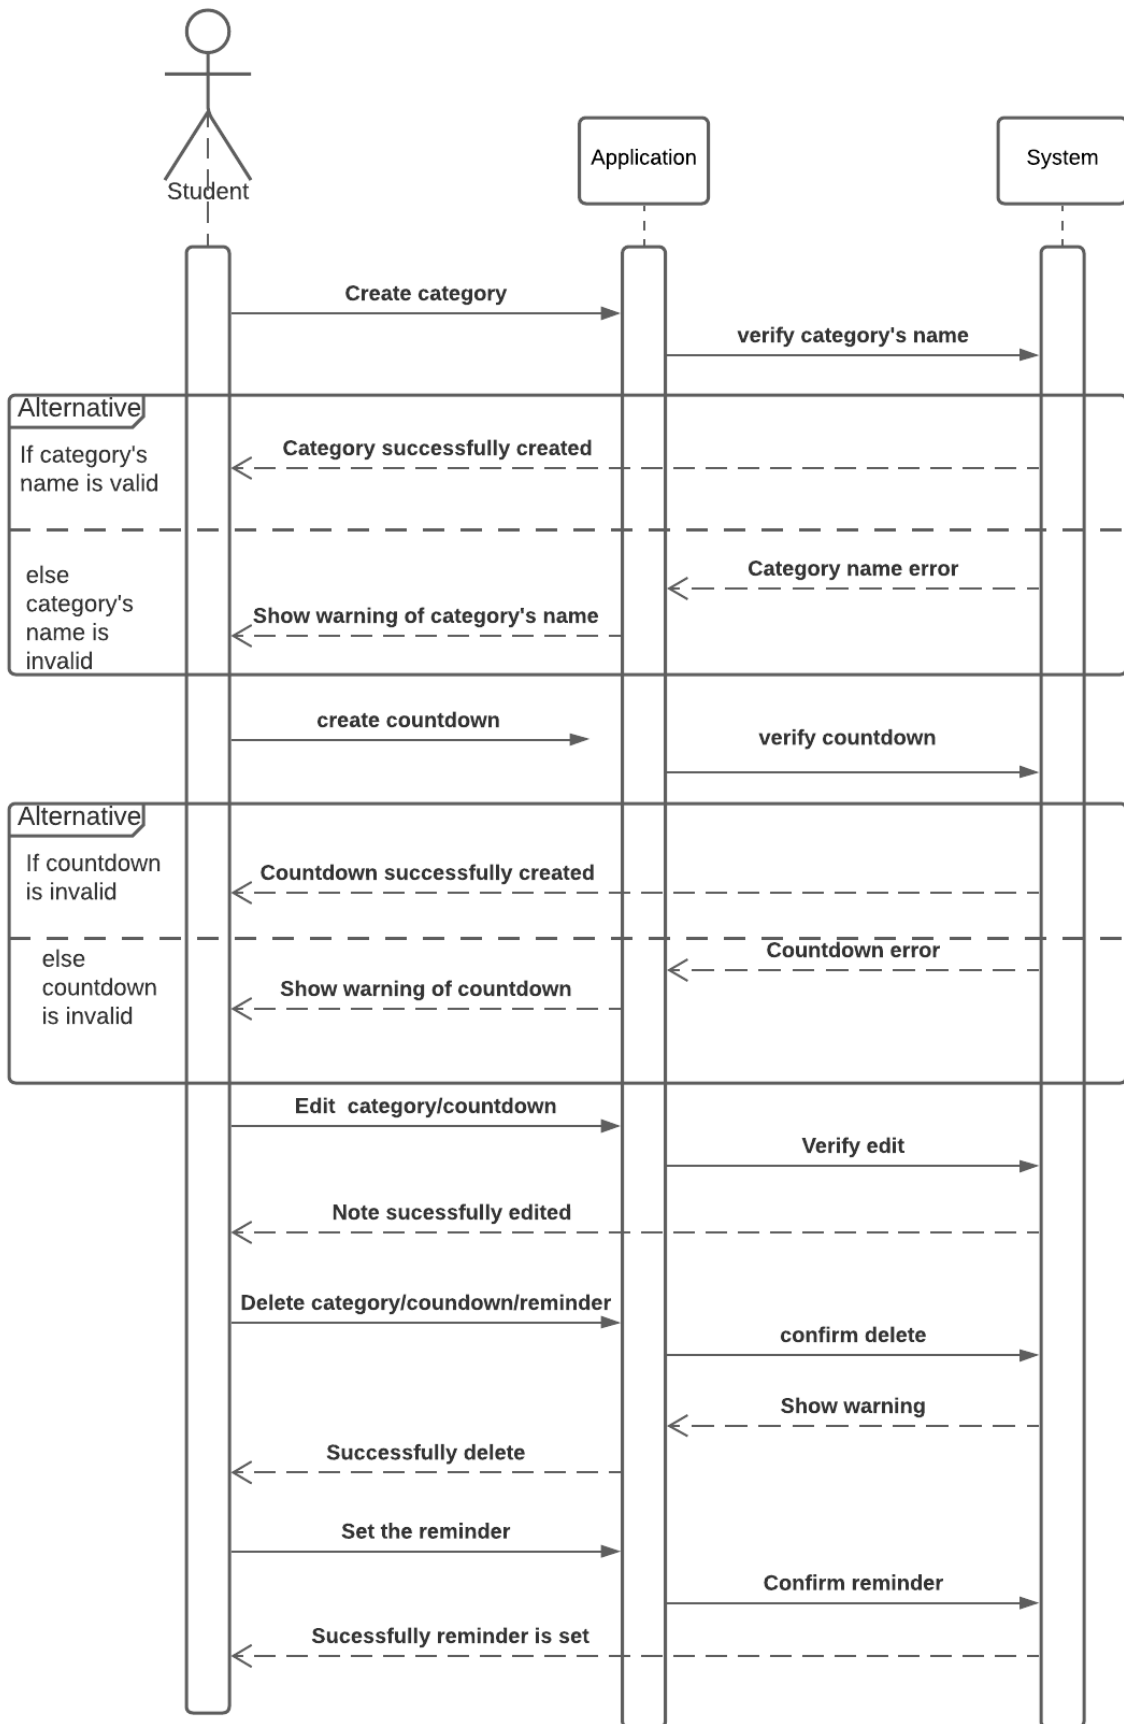 Student
Application
System
Create category
verify category's name
Alternative
If category's
name is valid
Category successfully created
else
category's
name is
invalid
Category name error
Show warning of category's name
create countdown
verify countdown
Alternative
If countdown
is invalid
Countdown successfully created
else
countdown
is invalid
Countdown error
Show warning of countdown
Edit  category/countdown
Verify edit
Note sucessfully edited
Delete category/coundown/reminder
confirm delete
Show warning
Successfully delete
Set the reminder
Confirm reminder
Sucessfully reminder is set